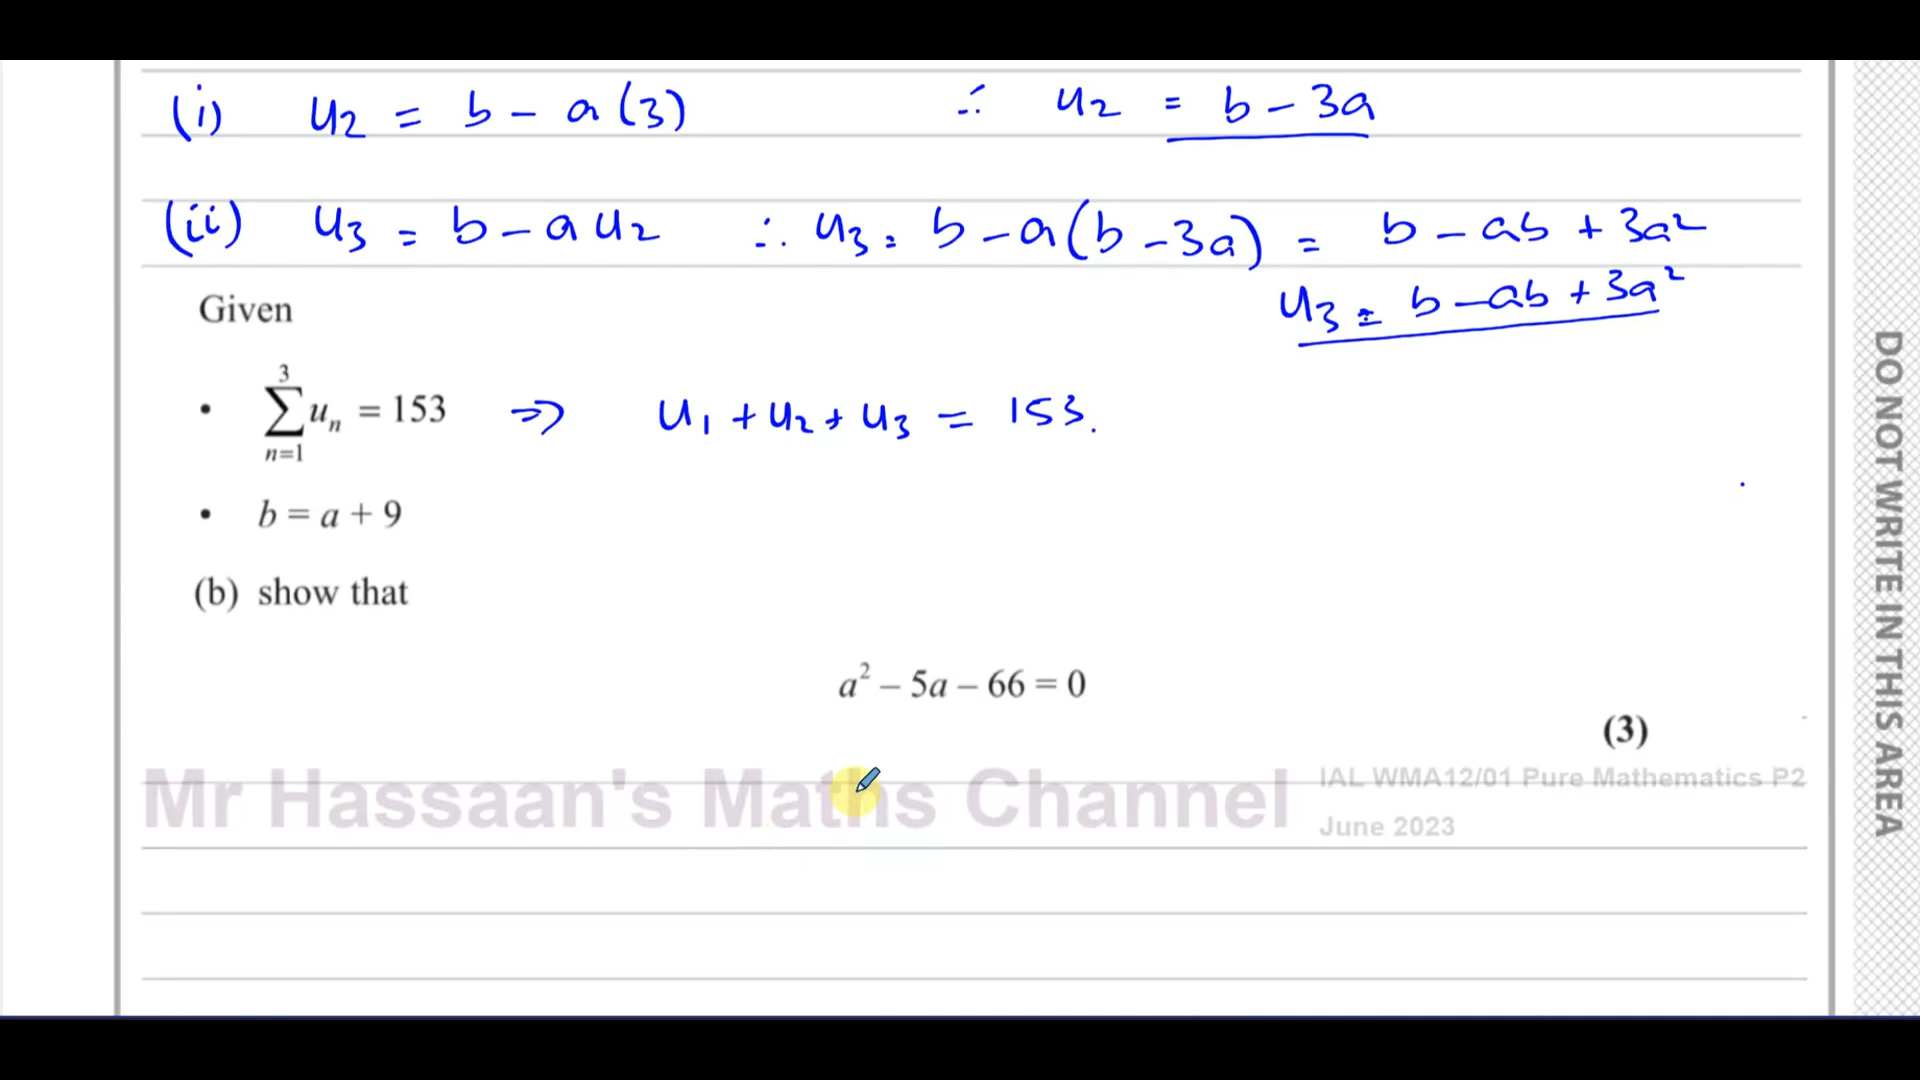 (i) u₂ = b - a(3) ∴ u₂ = b - 3a
(ii) u₃ = b - a u₂ ∴ u₃ = b - a(b - 3a) = b - ab + 3a²
u₃ = b - ab + 3a²
Given
• ∑ₙ₌₁³ uₙ = 153 ⇒ u₁ + u₂ + u₃ = 153.
• b = a + 9
(b) show that
a² – 5a – 66 = 0
(3)
Mr Hassaan's Maths Channel
IAL WMA12/01 Pure Mathematics P2
June 2023
DO NOT WRITE IN THIS AREA